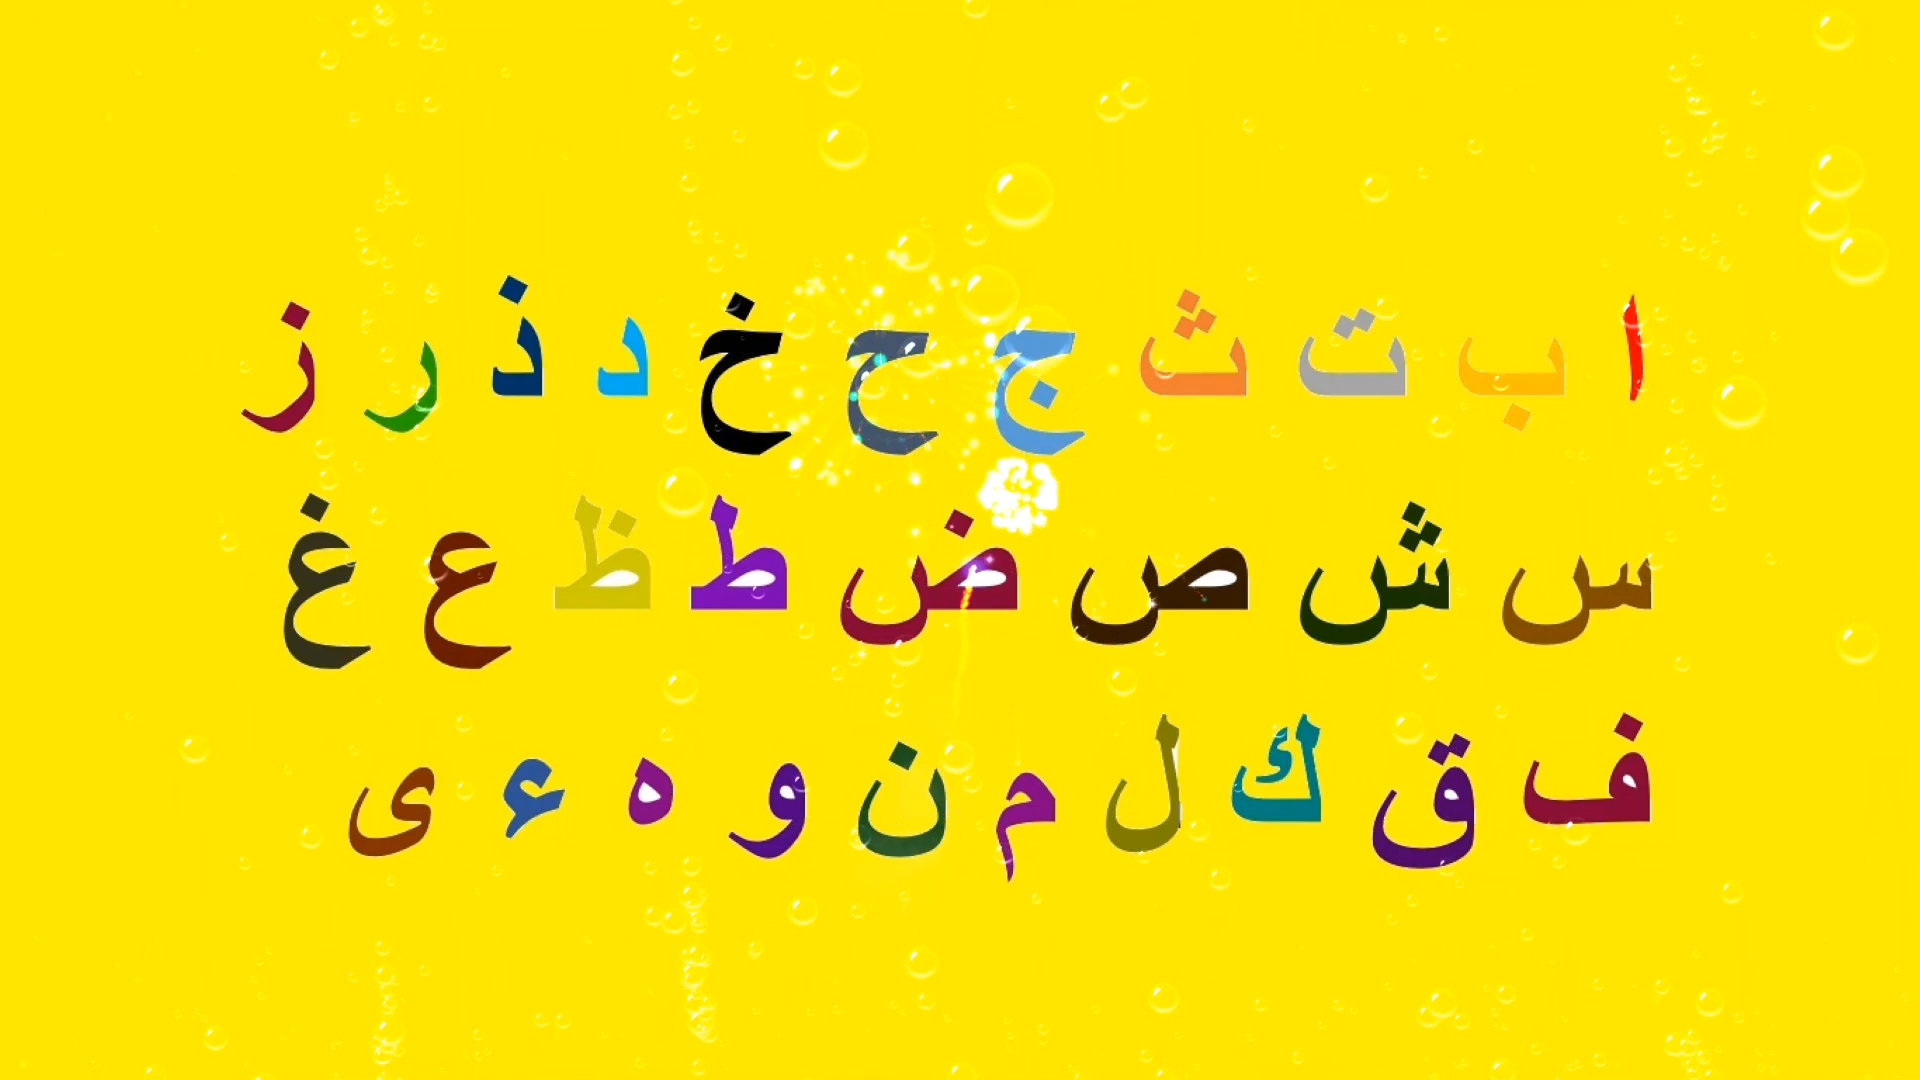 ا ب ت ث ج ح خ د ذ ر ز
س ش ص ض ط ظ ع غ
ف ق ك ل م ن و ه ء ى